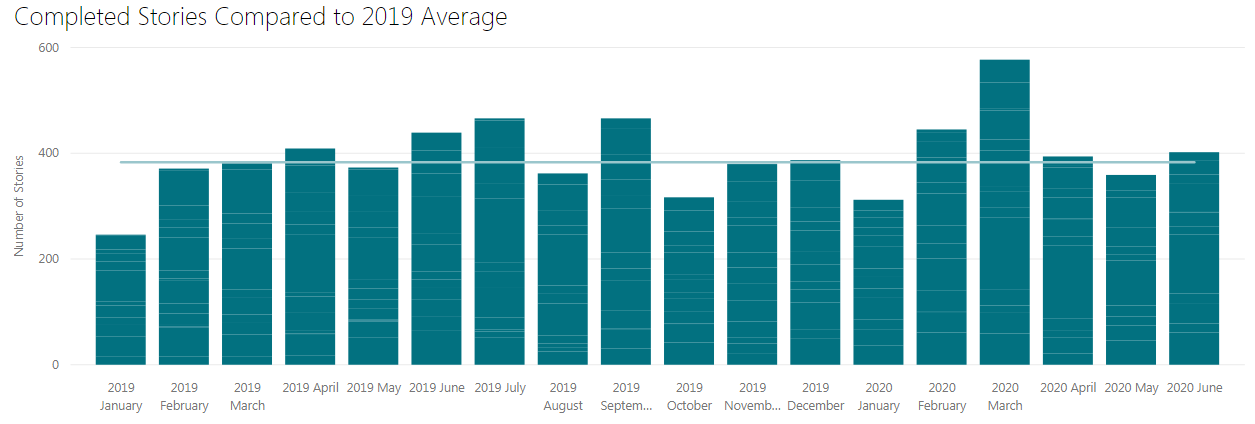 Completed Stories Compared to 2019 Average
600
400
200
0
Number of Stories
2019 January
2019 February
2019 March
2019 April
2019 May
2019 June
2019 July
2019 August
2019 Septem...
2019 October
2019 Novemb...
2019 December
2020 January
2020 February
2020 March
2020 April
2020 May
2020 June